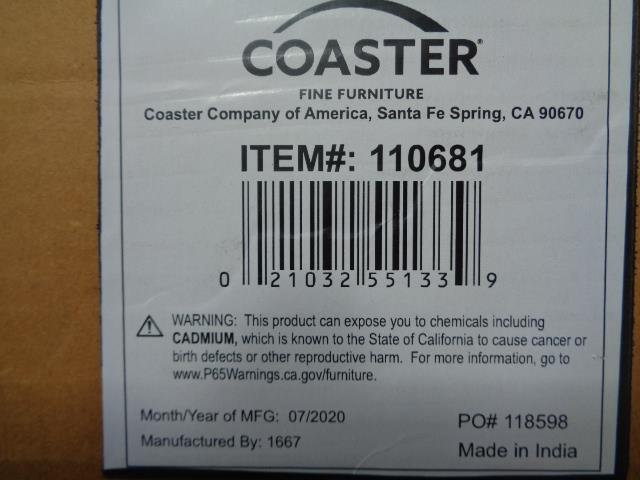 COASTER®
FINE FURNITURE
Coaster Company of America, Santa Fe Spring, CA 90670
ITEM#: 110681
0 21032 55133 9
WARNING: This product can expose you to chemicals including
CADMIUM, which is known to the State of California to cause cancer or
birth defects or other reproductive harm. For more information, go to
www.P65Warnings.ca.gov/furniture.
Month/Year of MFG: 07/2020
PO# 118598
Manufactured By: 1667
Made in India